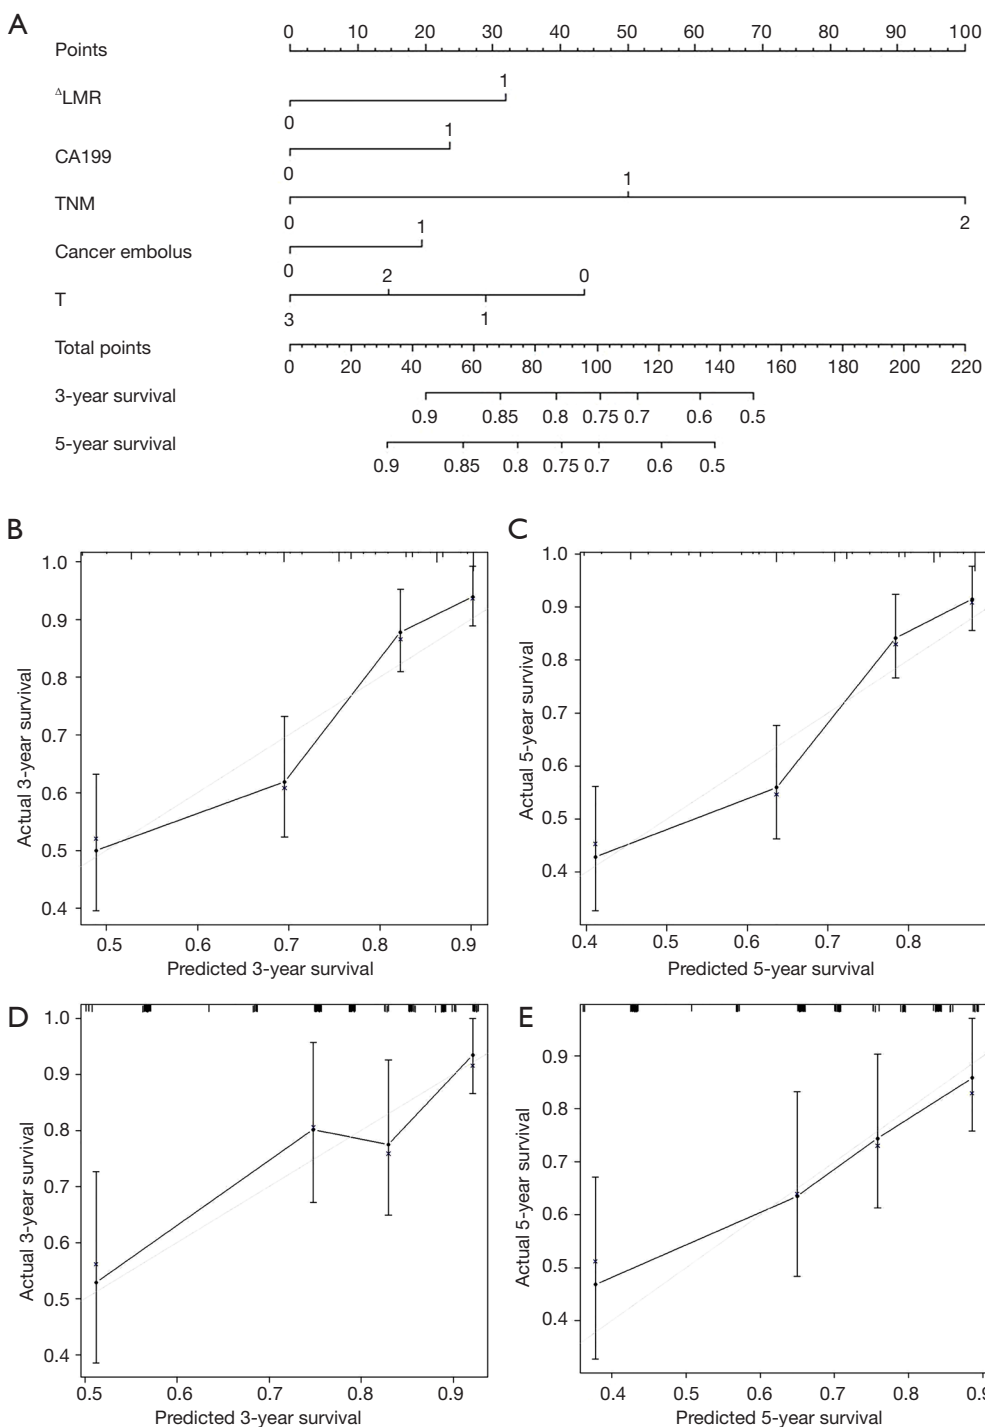 A
Points 0 10 20 30 40 50 60 70 80 90 100
ΔLMR 0 1
CA199 0 1
TNM 0 1 2
Cancer embolus 0 1
T 3 2 1 0
Total points 0 20 40 60 80 100 120 140 160 180 200 220
3-year survival 0.9 0.85 0.8 0.75 0.7 0.6 0.5
5-year survival 0.9 0.85 0.8 0.75 0.7 0.6 0.5
B
Actual 3-year survival
1.0
0.9
0.8
0.7
0.6
0.5
0.4
0.5 0.6 0.7 0.8 0.9
Predicted 3-year survival
C
Actual 5-year survival
1.0
0.9
0.8
0.7
0.6
0.5
0.4
0.4 0.5 0.6 0.7 0.8
Predicted 5-year survival
D
Actual 3-year survival
1.0
0.9
0.8
0.7
0.6
0.5
0.4
0.5 0.6 0.7 0.8 0.9
Predicted 3-year survival
E
Actual 5-year survival
0.9
0.8
0.7
0.6
0.5
0.4
0.4 0.5 0.6 0.7 0.8 0.9
Predicted 5-year survival